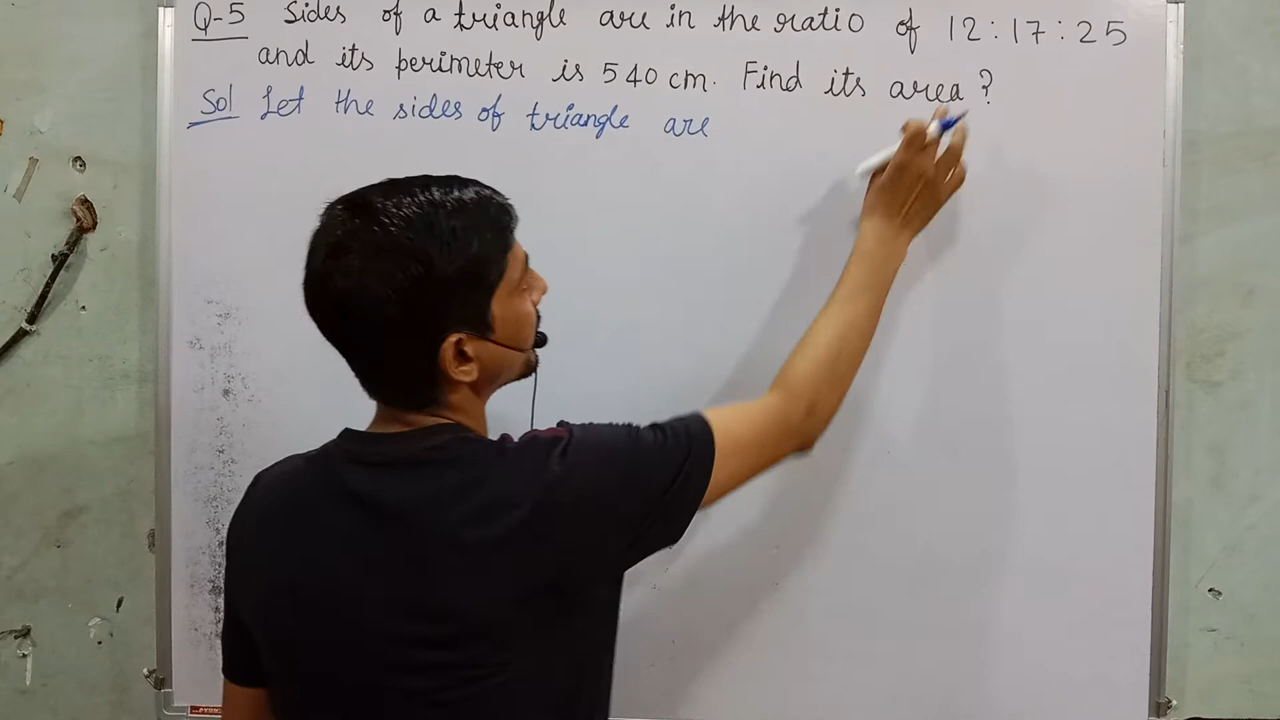 Q-5 Sides of a triangle are in the ratio of 12:17:25
and its perimeter is 540 cm. Find its area?
Sol Let the sides of triangle are